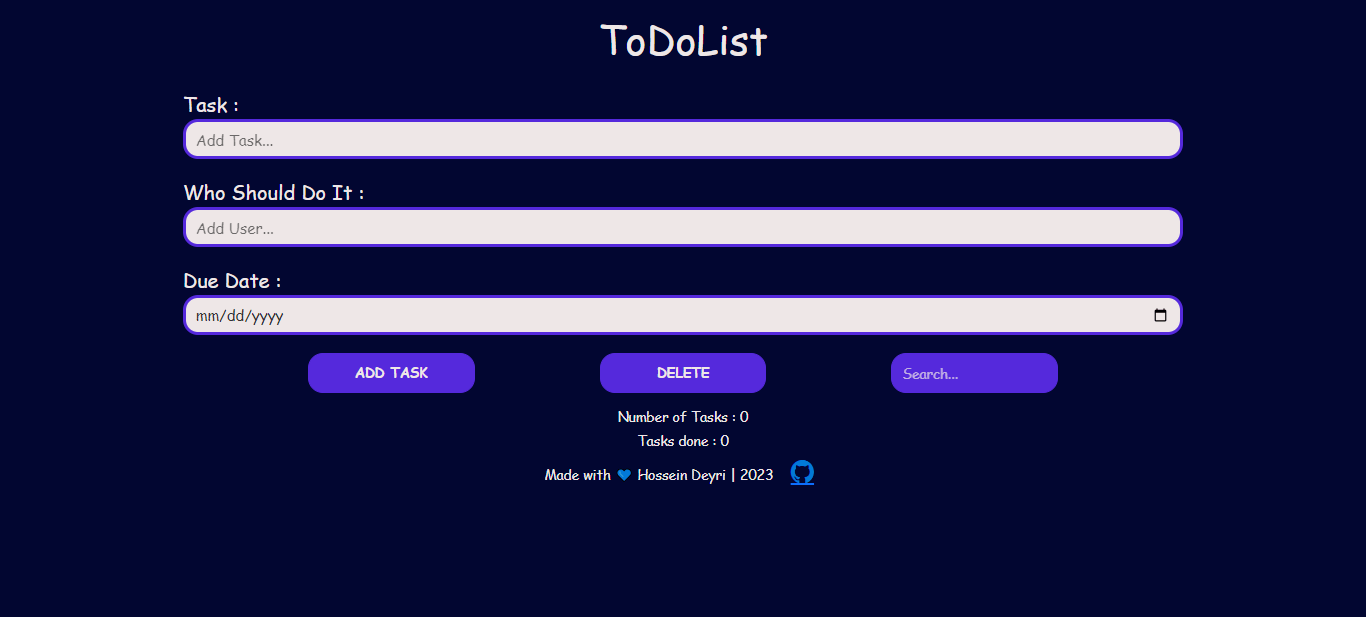 ToDoList
Task :
Add Task...
Who Should Do It :
Add User...
Due Date :
mm/dd/yyyy
ADD TASK DELETE Search...
Number of Tasks : 0
Tasks done : 0
Made with Hossein Deyri | 2023